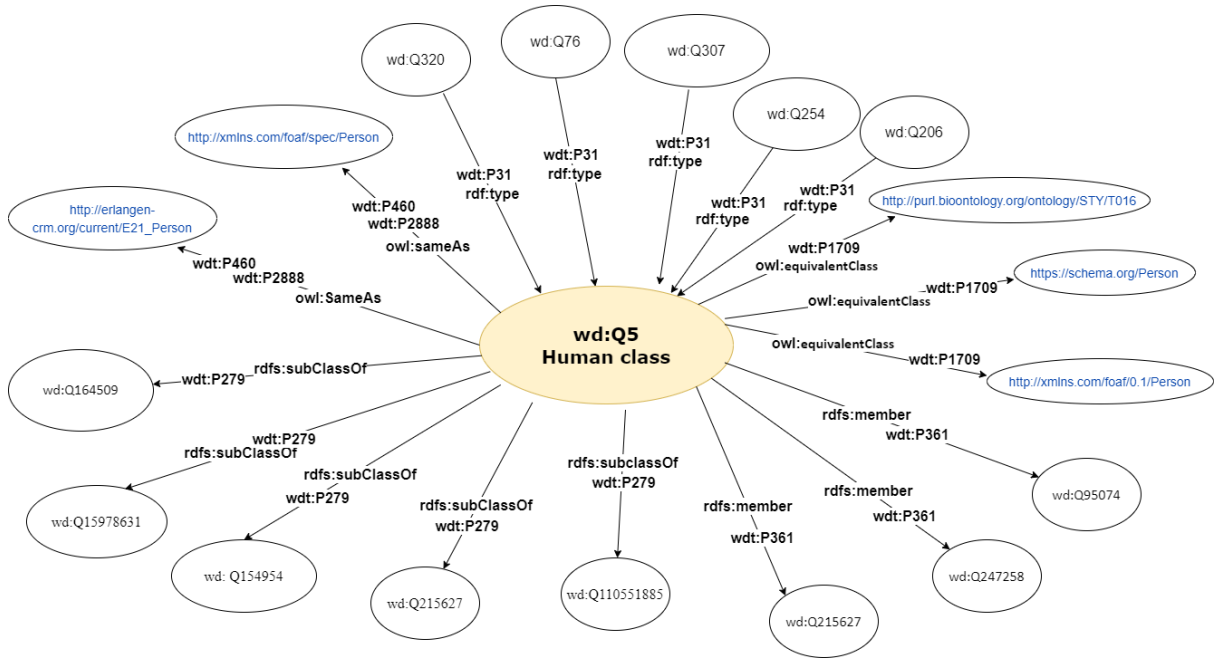 wd:Q320
wd:Q76
wd:Q307
wd:Q254
wd:Q206
http://xmlns.com/foaf/spec/Person
http://erlangen-
crm.org/current/E21_Person
wdt:P31
rdf:type
wdt:P31
rdf:type
wdt:P31
rdf:type
wdt:P31
rdf:type
wdt:P31
rdf:type
wdt:P460
wdt:P2888
owl:sameAs
wdt:P460
wdt:P2888
owl:SameAs
http://purl.bioontology.org/ontology/STY/T016
wdt:P1709
owl:equivalentClass
https://schema.org/Person
wdt:P1709
owl:equivalentClass
owl:equivalentClass
wdt:P1709
http://xmlns.com/foaf/0.1/Person
wd:Q5
Human class
rdfs:subClassOf
wdt:P279
wd:Q164509
wdt:P279
rdfs:subClassOf
wd:Q15978631
rdfs:subClassOf
wdt:P279
wd: Q154954
rdfs:subClassOf
wdt:P279
wd:Q215627
rdfs:subclassOf
wdt:P279
wd:Q110551885
rdfs:member
wdt:P361
wd:Q215627
rdfs:member
wdt:P361
wd:Q247258
rdfs:member
wdt:P361
wd:Q95074